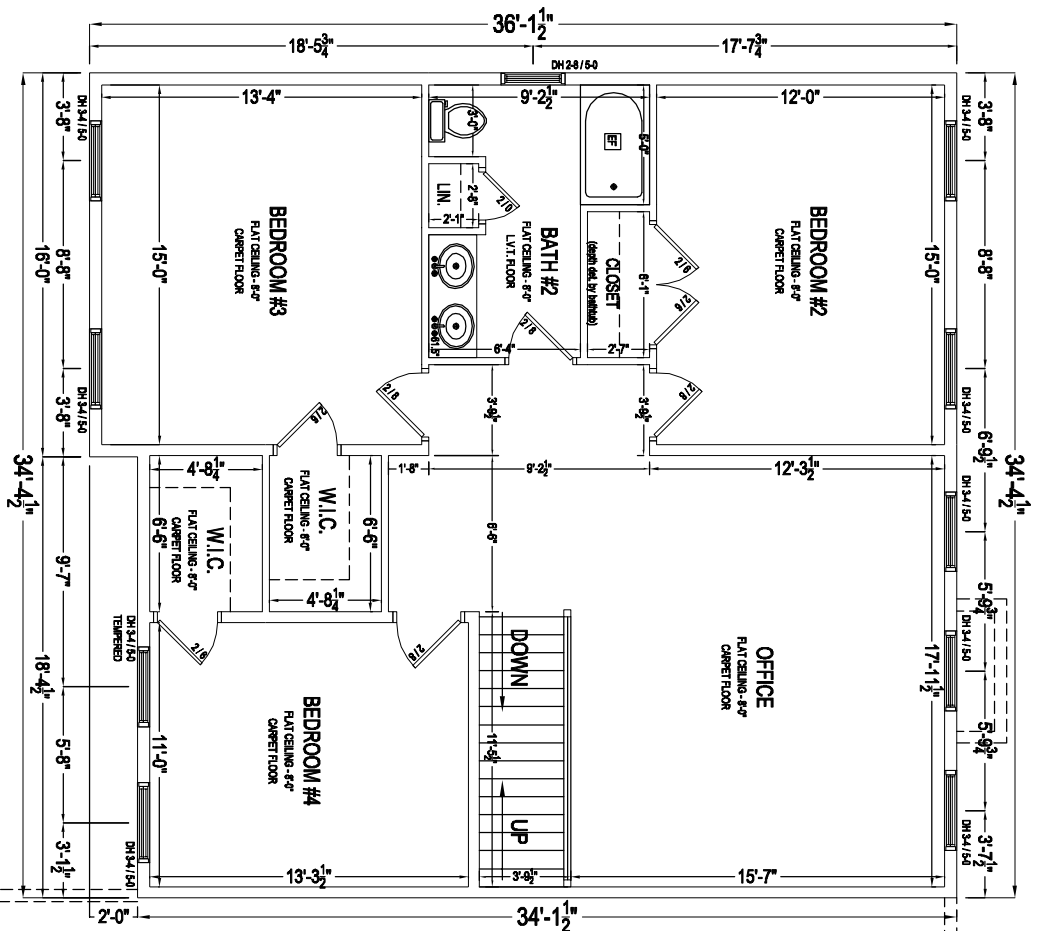 36'-1 1/2"
18'-5 3/4"
17'-7 3/4"
DH 2-8 / 5-0
13'-4"
9'-2 1/2"
12'-0"
3'-8"
DH 3-4 / 5-0
3'-0"
EF
5'-0"
DH 3-4 / 5-0
3'-8"
LIN.
2'-8"
2/0
2'-1"
BEDROOM #3
FLAT CEILING - 8'-0"
CARPET FLOOR
BATH #2
FLAT CEILING - 8'-0"
L.V.T. FLOOR
CLOSET
(depth det. by bathtub)
6'-1"
2/6
2/6
BEDROOM #2
FLAT CEILING - 8'-0"
CARPET FLOOR
16'-0"
8'-8"
15'-0"
15'-0"
8'-8"
61.5"
6'-4"
2/8
2'-7"
3'-8"
DH 3-4 / 5-0
2/8
3'-9 1/2"
3'-9 1/2"
2/8
DH 3-4 / 5-0
6'-9 1/2"
2/6
34'-4 1/2"
34'-4 1/2"
4'-8 1/4"
1'-8"
9'-2 1/2"
12'-3 1/2"
W.I.C.
FLAT CEILING - 8'-0"
CARPET FLOOR
W.I.C.
FLAT CEILING - 8'-0"
CARPET FLOOR
6'-6"
6'-6"
6'-6"
DH 3-4 / 5-0
9'-7"
4'-8 1/4"
5'-9 3/4"
DH 3-4 / 5-0
TEMPERED
2/6
2/8
DOWN
OFFICE
FLAT CEILING - 8'-0"
CARPET FLOOR
17'-11 1/2"
DH 3-4 / 5-0
18'-4 1/2"
5'-8"
11'-0"
BEDROOM #4
FLAT CEILING - 8'-0"
CARPET FLOOR
11'-5 1/2"
5'-9 3/4"
UP
3'-1 1/2"
DH 3-4 / 5-0
DH 3-4 / 5-0
3'-7 1/2"
13'-3 1/2"
3'-9 1/2"
15'-7"
2'-0"
34'-1 1/2"